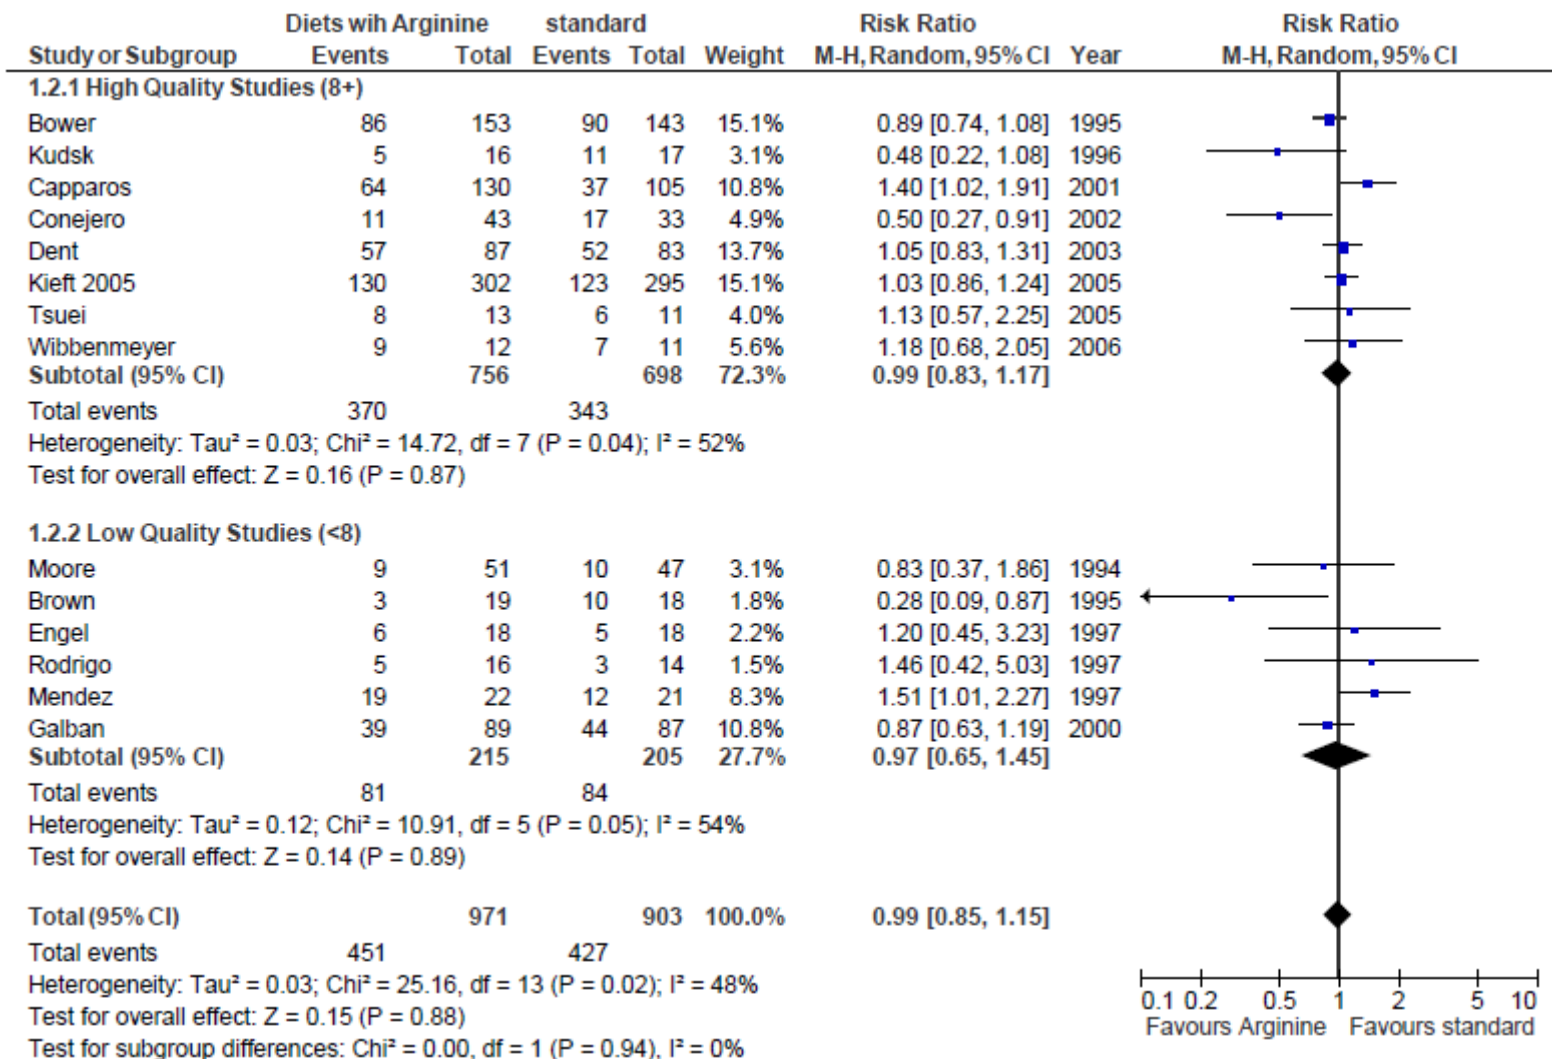 Diets wih Arginine standard Risk Ratio Risk Ratio
Study or Subgroup Events Total Events Total Weight M-H, Random, 95% CI Year M-H, Random, 95% CI
1.2.1 High Quality Studies (8+)
Bower 86 153 90 143 15.1% 0.89 [0.74, 1.08] 1995
Kudsk 5 16 11 17 3.1% 0.48 [0.22, 1.08] 1996
Capparos 64 130 37 105 10.8% 1.40 [1.02, 1.91] 2001
Conejero 11 43 17 33 4.9% 0.50 [0.27, 0.91] 2002
Dent 57 87 52 83 13.7% 1.05 [0.83, 1.31] 2003
Kieft 2005 130 302 123 295 15.1% 1.03 [0.86, 1.24] 2005
Tsuei 8 13 6 11 4.0% 1.13 [0.57, 2.25] 2005
Wibbenmeyer 9 12 7 11 5.6% 1.18 [0.68, 2.05] 2006
Subtotal (95% CI) 756 698 72.3% 0.99 [0.83, 1.17]
Total events 370 343
Heterogeneity: Tau² = 0.03; Chi² = 14.72, df = 7 (P = 0.04); I² = 52%
Test for overall effect: Z = 0.16 (P = 0.87)
1.2.2 Low Quality Studies (<8)
Moore 9 51 10 47 3.1% 0.83 [0.37, 1.86] 1994
Brown 3 19 10 18 1.8% 0.28 [0.09, 0.87] 1995
Engel 6 18 5 18 2.2% 1.20 [0.45, 3.23] 1997
Rodrigo 5 16 3 14 1.5% 1.46 [0.42, 5.03] 1997
Mendez 19 22 12 21 8.3% 1.51 [1.01, 2.27] 1997
Galban 39 89 44 87 10.8% 0.87 [0.63, 1.19] 2000
Subtotal (95% CI) 215 205 27.7% 0.97 [0.65, 1.45]
Total events 81 84
Heterogeneity: Tau² = 0.12; Chi² = 10.91, df = 5 (P = 0.05); I² = 54%
Test for overall effect: Z = 0.14 (P = 0.89)
Total (95% CI) 971 903 100.0% 0.99 [0.85, 1.15]
Total events 451 427
Heterogeneity: Tau² = 0.03; Chi² = 25.16, df = 13 (P = 0.02); I² = 48%
Test for overall effect: Z = 0.15 (P = 0.88)
Test for subgroup differences: Chi² = 0.00, df = 1 (P = 0.94), I² = 0%
0.1 0.2 0.5 1 2 5 10
Favours Arginine Favours standard